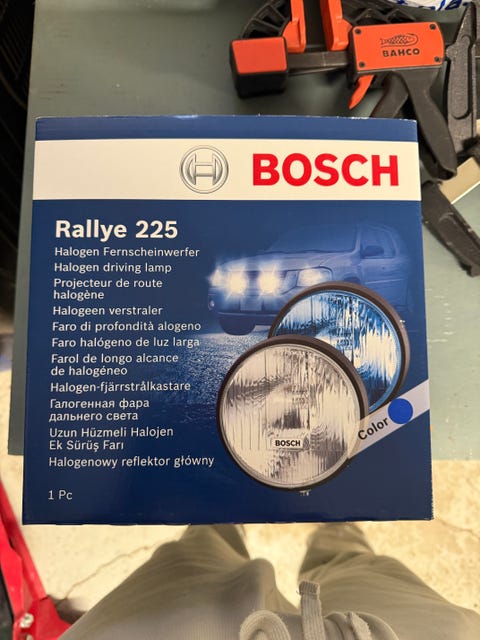 BAHCO
BOSCH
Rallye 225
Halogen Fernscheinwerfer
Halogen driving lamp
Projecteur de route
halogène
Halogeen verstraler
Faro di profondità alogeno
Faro halógeno de luz larga
Farol de longo alcance
de halogéneo
Halogen-fjärrstrålkastare
Галогенная фара
дальнего света
Uzun Hüzmeli Halojen
Ek Sürüş Farı
Halogenowy reflektor główny
1 Pc
BOSCH
Color